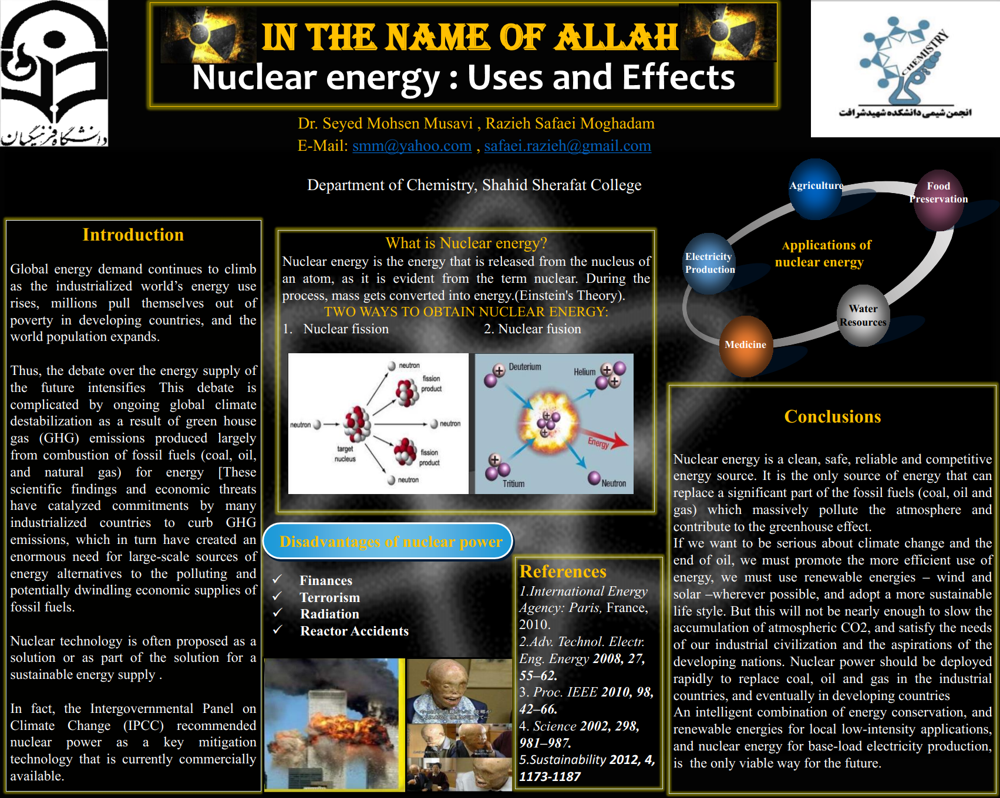 IN THE NAME OF ALLAH
Nuclear energy : Uses and Effects
دانشگاه فرهنگیان
CHEMISTRY
انجمن شیمی دانشکده شهید شرافت
Dr. Seyed Mohsen Musavi , Razieh Safaei Moghadam
E-Mail: smm@yahoo.com , safaei.razieh@gmail.com
Department of Chemistry, Shahid Sherafat College
Introduction
Global energy demand continues to climb
as the industrialized world’s energy use
rises, millions pull themselves out of
poverty in developing countries, and the
world population expands.
Thus, the debate over the energy supply of
the future intensifies This debate is
complicated by ongoing global climate
destabilization as a result of green house
gas (GHG) emissions produced largely
from combustion of fossil fuels (coal, oil,
and natural gas) for energy [These
scientific findings and economic threats
have catalyzed commitments by many
industrialized countries to curb GHG
emissions, which in turn have created an
enormous need for large-scale sources of
energy alternatives to the polluting and
potentially dwindling economic supplies of
fossil fuels.
Nuclear technology is often proposed as a
solution or as part of the solution for a
sustainable energy supply .
In fact, the Intergovernmental Panel on
Climate Change (IPCC) recommended
nuclear power as a key mitigation
technology that is currently commercially
available.
What is Nuclear energy?
Nuclear energy is the energy that is released from the nucleus of
an atom, as it is evident from the term nuclear. During the
process, mass gets converted into energy.(Einstein's Theory).
TWO WAYS TO OBTAIN NUCLEAR ENERGY:
1. Nuclear fission 2. Nuclear fusion
neutron
fission
product
neutron
neutron
target
nucleus
fission
product
neutron
Deuterium
Helium
Energy
Tritium
Neutron
Disadvantages of nuclear power
✓ Finances
✓ Terrorism
✓ Radiation
✓ Reactor Accidents
References
1.International Energy
Agency: Paris, France,
2010.
2.Adv. Technol. Electr.
Eng. Energy 2008, 27,
55–62.
3. Proc. IEEE 2010, 98,
42–66.
4. Science 2002, 298,
981–987.
5.Sustainability 2012, 4,
1173-1187
Agriculture
Food
Preservation
Applications of
nuclear energy
Electricity
Production
Water
Resources
Medicine
Conclusions
Nuclear energy is a clean, safe, reliable and competitive
energy source. It is the only source of energy that can
replace a significant part of the fossil fuels (coal, oil and
gas) which massively pollute the atmosphere and
contribute to the greenhouse effect.
If we want to be serious about climate change and the
end of oil, we must promote the more efficient use of
energy, we must use renewable energies – wind and
solar –wherever possible, and adopt a more sustainable
life style. But this will not be nearly enough to slow the
accumulation of atmospheric CO2, and satisfy the needs
of our industrial civilization and the aspirations of the
developing nations. Nuclear power should be deployed
rapidly to replace coal, oil and gas in the industrial
countries, and eventually in developing countries
An intelligent combination of energy conservation, and
renewable energies for local low-intensity applications,
and nuclear energy for base-load electricity production,
is the only viable way for the future.